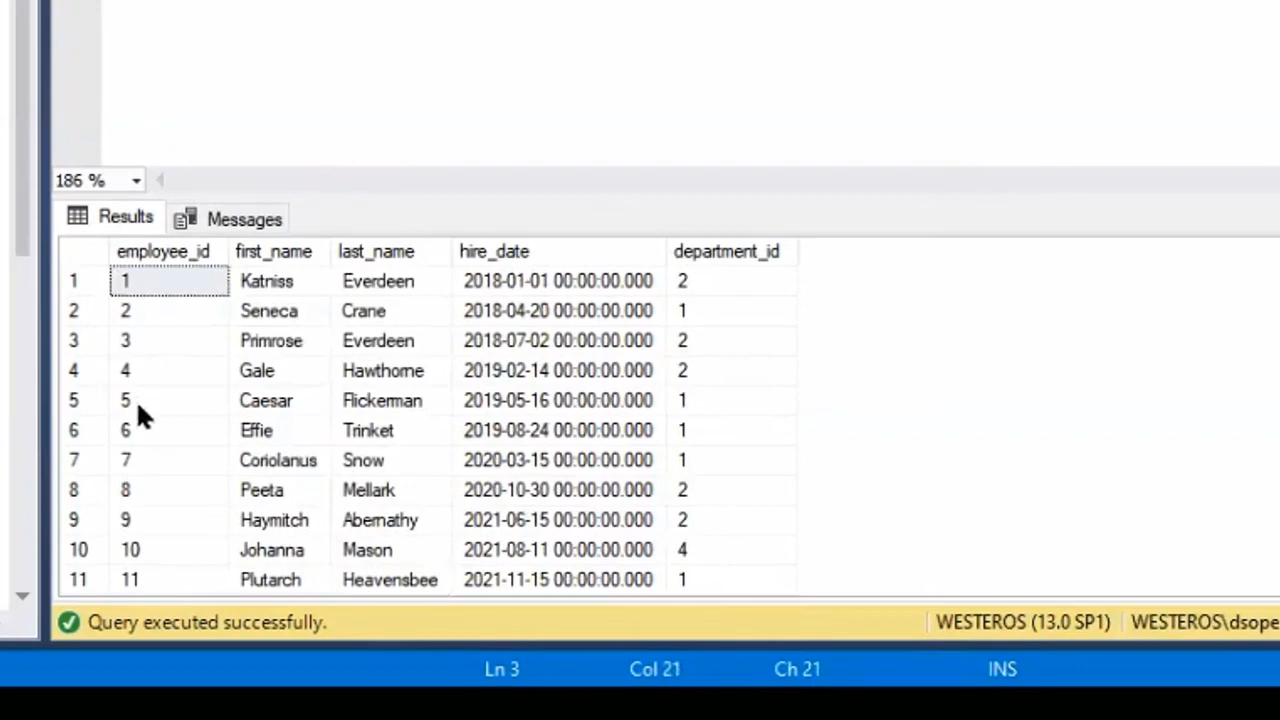 186 %
Results Messages
employee_id first_name last_name hire_date department_id
1 1 Katniss Everdeen 2018-01-01 00:00:00.000 2
2 2 Seneca Crane 2018-04-20 00:00:00.000 1
3 3 Primrose Everdeen 2018-07-02 00:00:00.000 2
4 4 Gale Hawthorne 2019-02-14 00:00:00.000 2
5 5 Caesar Flickerman 2019-05-16 00:00:00.000 1
6 6 Effie Trinket 2019-08-24 00:00:00.000 1
7 7 Coriolanus Snow 2020-03-15 00:00:00.000 1
8 8 Peeta Mellark 2020-10-30 00:00:00.000 2
9 9 Haymitch Abernathy 2021-06-15 00:00:00.000 2
10 10 Johanna Mason 2021-08-11 00:00:00.000 4
11 11 Plutarch Heavensbee 2021-11-15 00:00:00.000 1
Query executed successfully. WESTEROS (13.0 SP1) WESTEROS\dsope
Ln 3 Col 21 Ch 21 INS